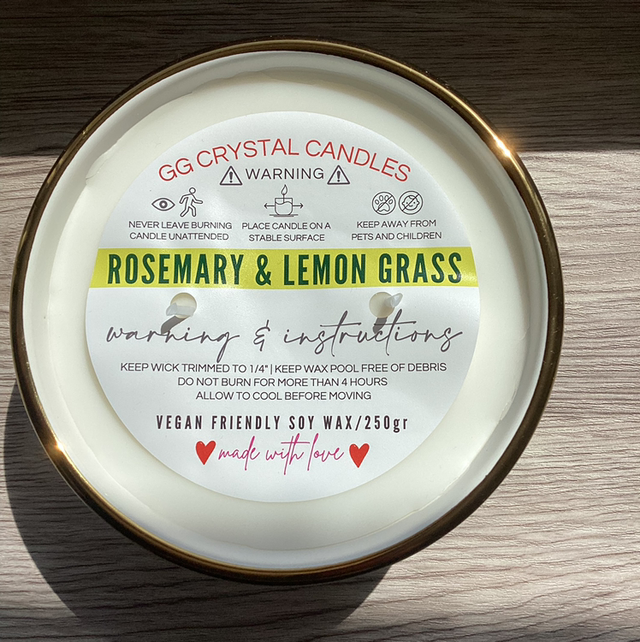 GG CRYSTAL CANDLES
WARNING
NEVER LEAVE BURNING
CANDLE UNATTENDED
PLACE CANDLE ON A
STABLE SURFACE
KEEP AWAY FROM
PETS AND CHILDREN
ROSEMARY & LEMON GRASS
warning & instructions
KEEP WICK TRIMMED TO 1/4" | KEEP WAX POOL FREE OF DEBRIS
DO NOT BURN FOR MORE THAN 4 HOURS
ALLOW TO COOL BEFORE MOVING
VEGAN FRIENDLY SOY WAX/250gr
made with love